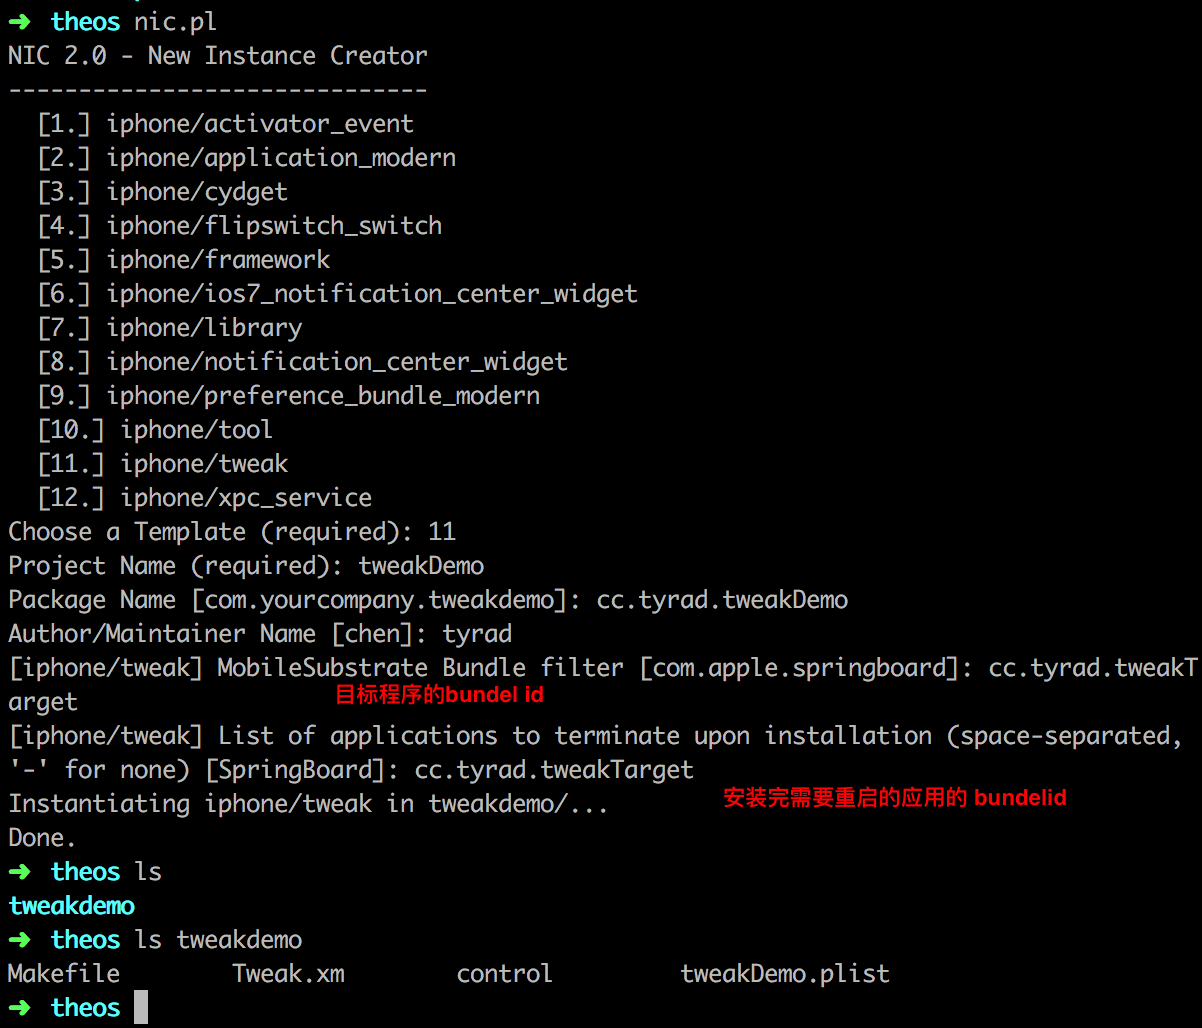 ➜ theos nic.pl
NIC 2.0 - New Instance Creator
------------------------------
[1.] iphone/activator_event
[2.] iphone/application_modern
[3.] iphone/cydget
[4.] iphone/flipswitch_switch
[5.] iphone/framework
[6.] iphone/ios7_notification_center_widget
[7.] iphone/library
[8.] iphone/notification_center_widget
[9.] iphone/preference_bundle_modern
[10.] iphone/tool
[11.] iphone/tweak
[12.] iphone/xpc_service
Choose a Template (required): 11
Project Name (required): tweakDemo
Package Name [com.yourcompany.tweakdemo]: cc.tyrad.tweakDemo
Author/Maintainer Name [chen]: tyrad
[iphone/tweak] MobileSubstrate Bundle filter [com.apple.springboard]: cc.tyrad.tweakT
arget
目标程序的bundel id
[iphone/tweak] List of applications to terminate upon installation (space-separated,
'-' for none) [SpringBoard]: cc.tyrad.tweakTarget
Instantiating iphone/tweak in tweakdemo/...
安装完需要重启的应用的 bundelid
Done.
➜ theos ls
tweakdemo
➜ theos ls tweakdemo
Makefile Tweak.xm control tweakDemo.plist
➜ theos